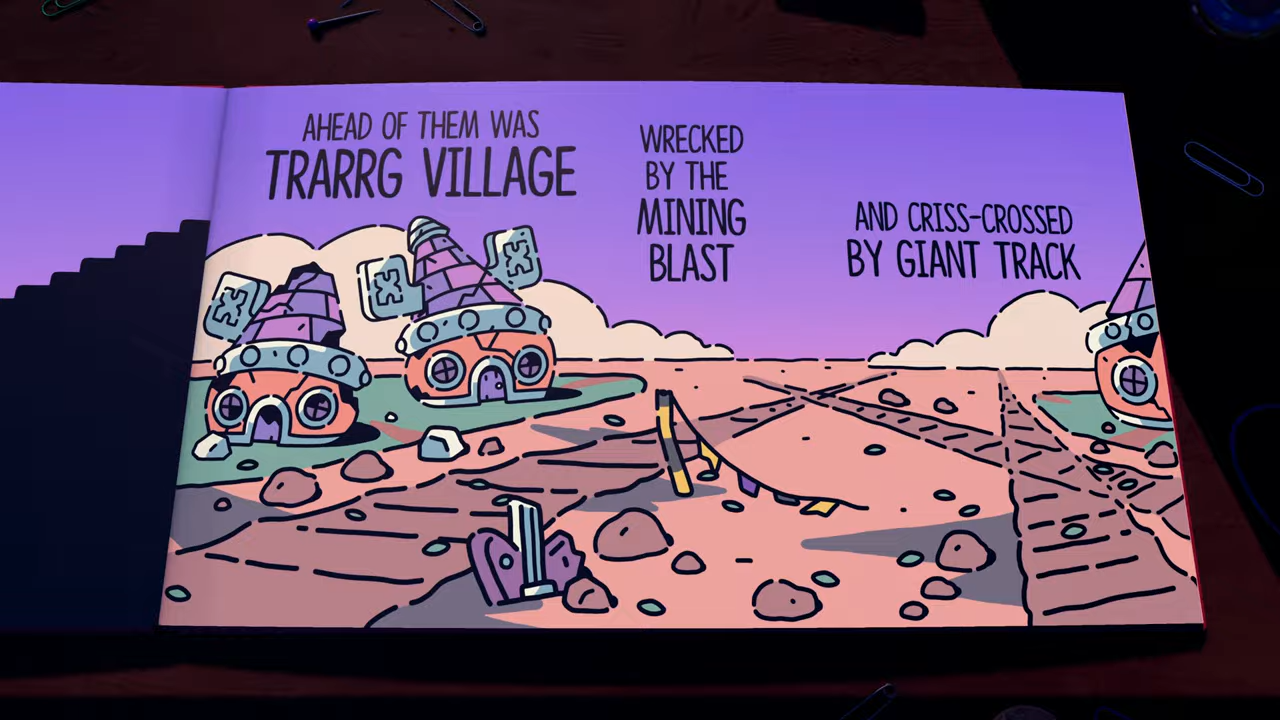 AHEAD OF THEM WAS
TRARRG VILLAGE
WRECKED
BY THE
MINING
BLAST
AND CRISS-CROSSED
BY GIANT TRACK